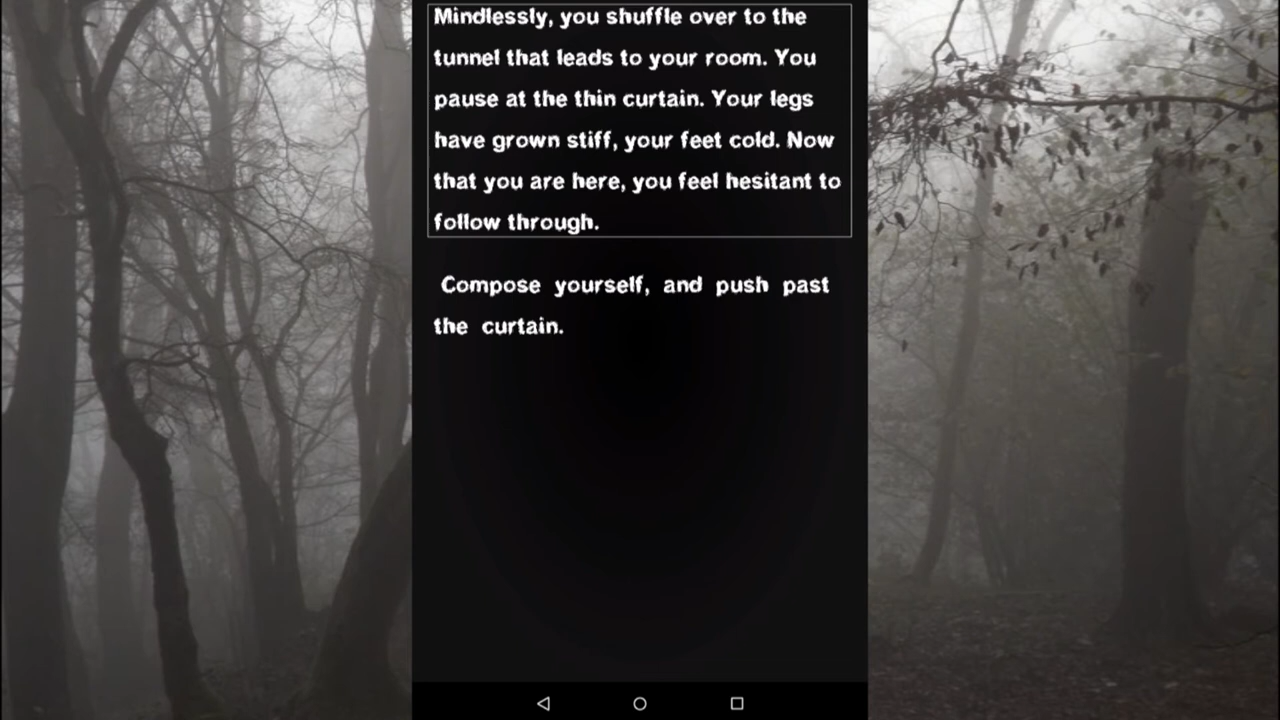 Mindlessly, you shuffle over to the
tunnel that leads to your room. You
pause at the thin curtain. Your legs
have grown stiff, your feet cold. Now
that you are here, you feel hesitant to
follow through.
Compose yourself, and push past
the curtain.